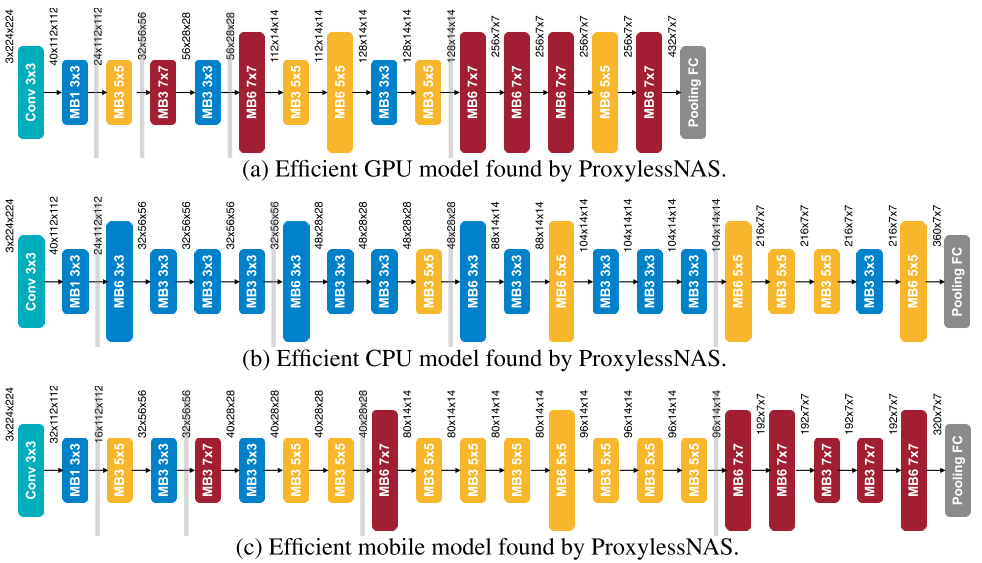 3x224x224
40x112x112
24x112x112
32x56x56
56x28x28
56x28x28
112x14x14
112x14x14
128x14x14
128x14x14
128x14x14
256x7x7
256x7x7
256x7x7
256x7x7
432x7x7
Conv 3x3
MB1 3x3
MB3 5x5
MB3 7x7
MB3 3x3
MB6 7x7
MB3 5x5
MB6 5x5
MB3 3x3
MB3 5x5
MB6 7x7
MB6 7x7
MB6 7x7
MB6 5x5
MB6 7x7
Pooling FC
(a) Efficient GPU model found by ProxylessNAS.
3x224x224
40x112x112
24x112x112
32x56x56
32x56x56
32x56x56
32x56x56
48x28x28
48x28x28
48x28x28
48x28x28
88x14x14
88x14x14
104x14x14
104x14x14
104x14x14
104x14x14
216x7x7
216x7x7
216x7x7
216x7x7
360x7x7
Conv 3x3
MB1 3x3
MB6 3x3
MB3 3x3
MB3 3x3
MB3 3x3
MB6 3x3
MB3 3x3
MB3 3x3
MB3 5x5
MB6 3x3
MB3 3x3
MB6 5x5
MB3 3x3
MB3 3x3
MB3 3x3
MB6 5x5
MB3 5x5
MB3 5x5
MB3 3x3
MB6 5x5
Pooling FC
(b) Efficient CPU model found by ProxylessNAS.
3x224x224
32x112x112
16x112x112
32x56x56
32x56x56
40x28x28
40x28x28
40x28x28
40x28x28
80x14x14
80x14x14
80x14x14
80x14x14
96x14x14
96x14x14
96x14x14
96x14x14
192x7x7
192x7x7
192x7x7
192x7x7
320x7x7
Conv 3x3
MB1 3x3
MB3 5x5
MB3 3x3
MB3 7x7
MB3 3x3
MB3 5x5
MB3 5x5
MB6 7x7
MB3 5x5
MB3 5x5
MB3 5x5
MB6 5x5
MB3 5x5
MB3 5x5
MB3 5x5
MB6 7x7
MB6 7x7
MB3 7x7
MB3 7x7
MB6 7x7
Pooling FC
(c) Efficient mobile model found by ProxylessNAS.